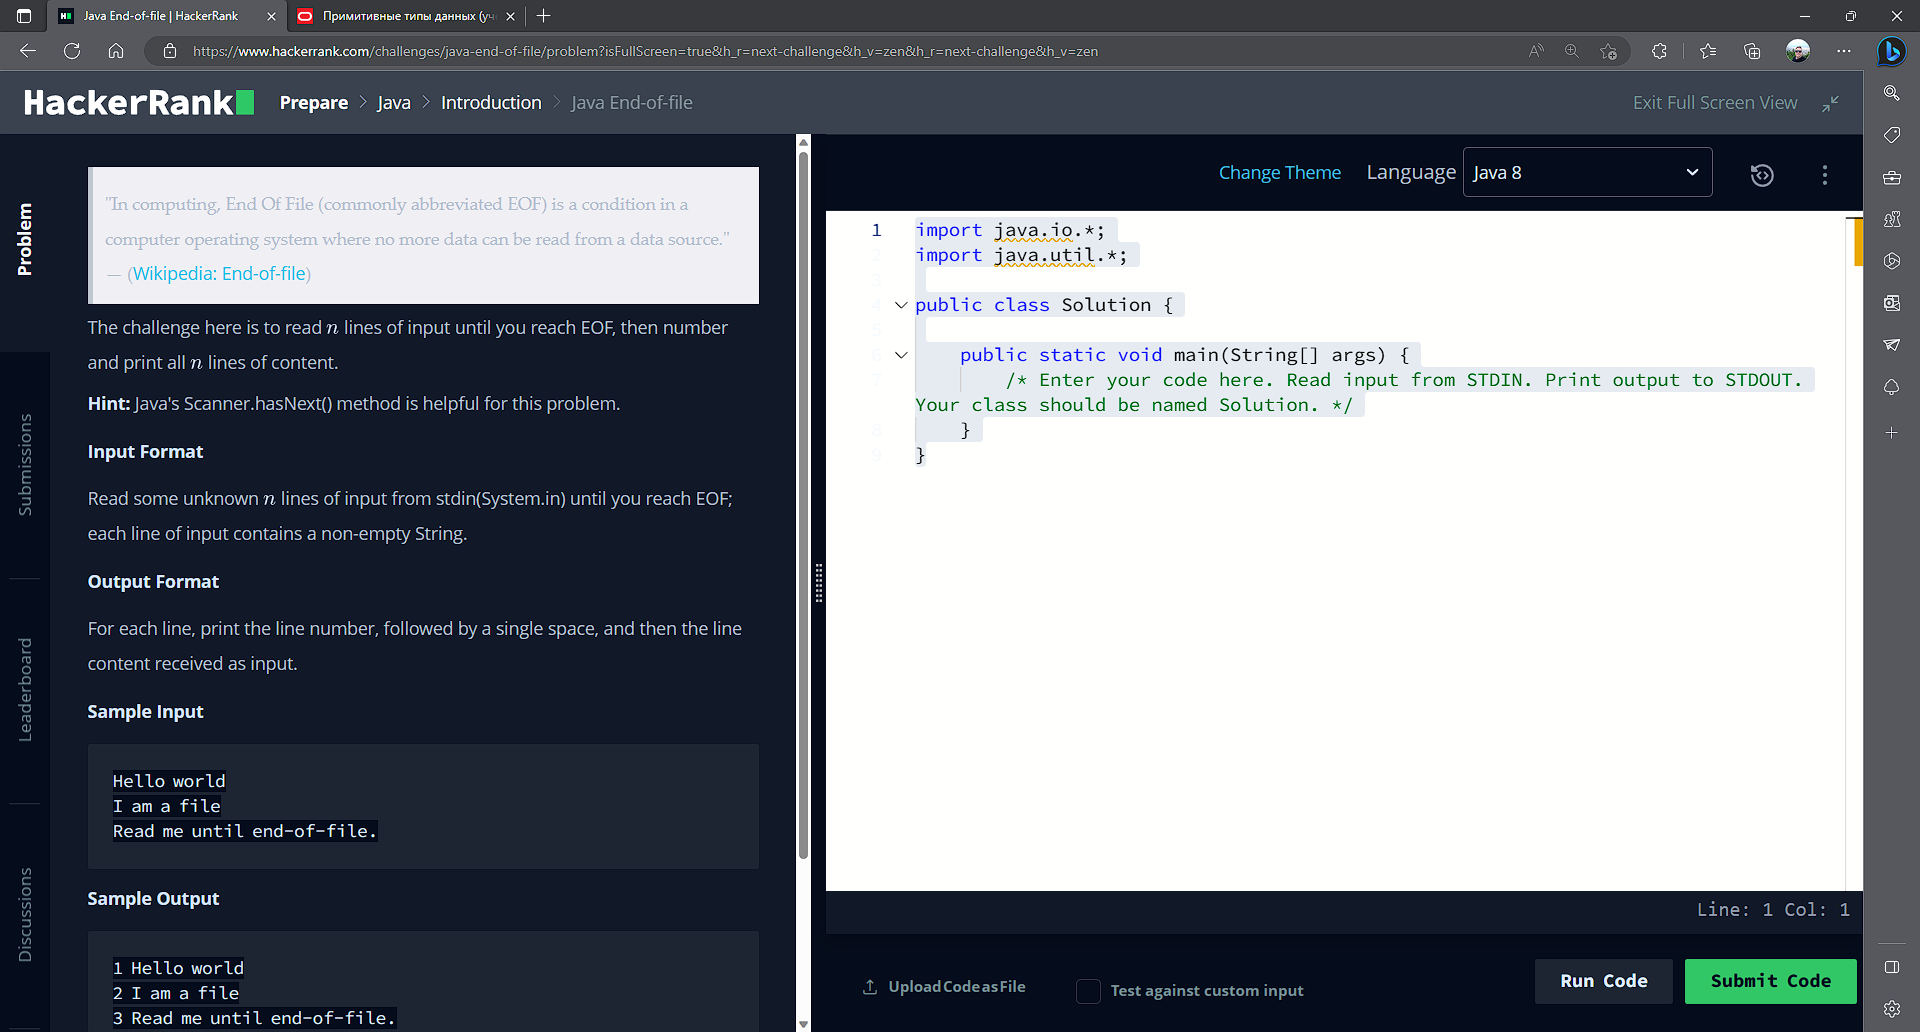 Java End-of-file | HackerRank
Примитивные типы данных (уч
https://www.hackerrank.com/challenges/java-end-of-file/problem?isFullScreen=true&h_r=next-challenge&h_v=zen&h_r=next-challenge&h_v=zen
HackerRank
Prepare > Java > Introduction > Java End-of-file
Exit Full Screen View
Problem
Submissions
Leaderboard
Discussions
"In computing, End Of File (commonly abbreviated EOF) is a condition in a
computer operating system where no more data can be read from a data source."
— (Wikipedia: End-of-file)
The challenge here is to read n lines of input until you reach EOF, then number
and print all n lines of content.
Hint: Java's Scanner.hasNext() method is helpful for this problem.
Input Format
Read some unknown n lines of input from stdin(System.in) until you reach EOF;
each line of input contains a non-empty String.
Output Format
For each line, print the line number, followed by a single space, and then the line
content received as input.
Sample Input
Hello world
I am a file
Read me until end-of-file.
Sample Output
1 Hello world
2 I am a file
3 Read me until end-of-file.
Change Theme Language Java 8
1 import java.io.*;
2 import java.util.*;
3
4 public class Solution {
5
6 public static void main(String[] args) {
7 /* Enter your code here. Read input from STDIN. Print output to STDOUT.
Your class should be named Solution. */
8 }
9 }
Line: 1 Col: 1
Upload Code as File
Test against custom input
Run Code
Submit Code